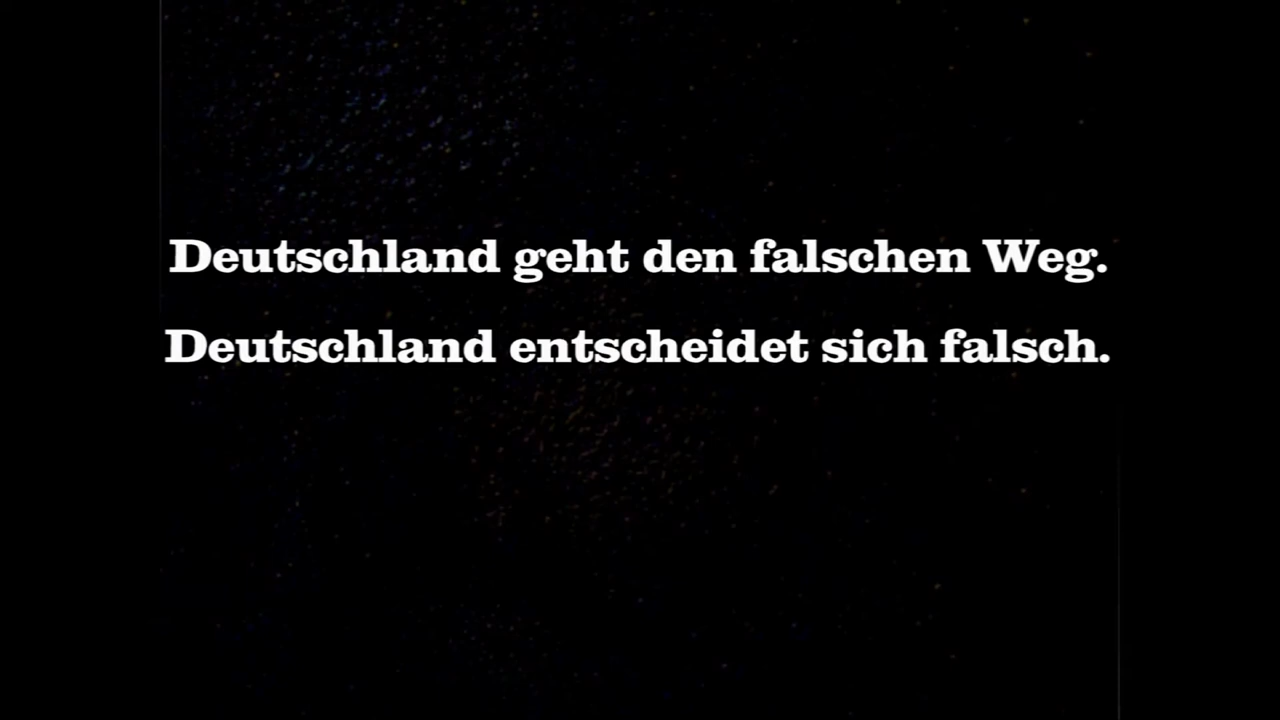 Deutschland geht den falschen Weg.
Deutschland entscheidet sich falsch.